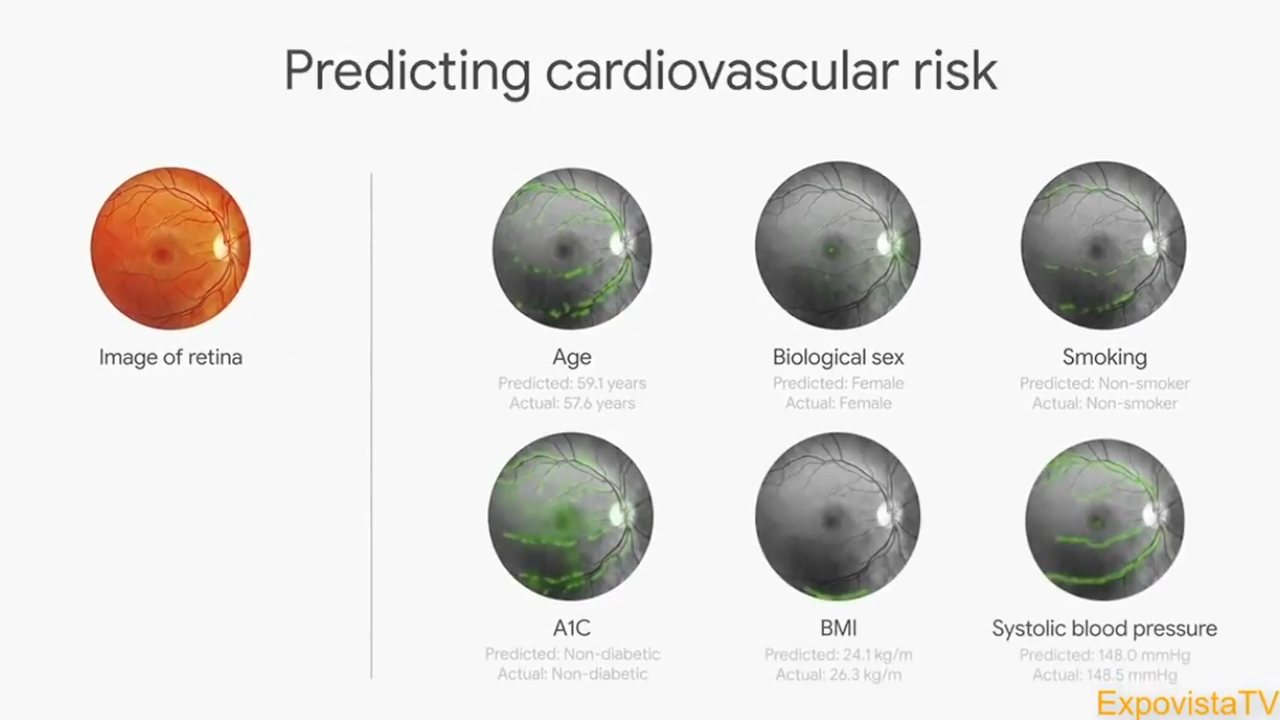 Predicting cardiovascular risk
Image of retina
Age
Predicted: 59.1 years
Actual: 57.6 years
Biological sex
Predicted: Female
Actual: Female
Smoking
Predicted: Non-smoker
Actual: Non-smoker
A1C
Predicted: Non-diabetic
Actual: Non-diabetic
BMI
Predicted: 24.1 kg/m
Actual: 26.3 kg/m
Systolic blood pressure
Predicted: 148.0 mmHg
Actual: 148.5 mmHg
ExpovistaTV